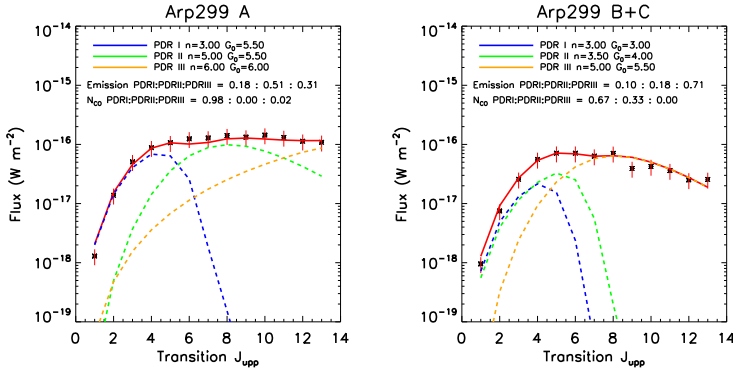 Arp299 A
PDR I n=3.00 G₀=5.50
PDR II n=5.00 G₀=5.50
PDR III n=6.00 G₀=6.00
Emission PDRI:PDRII:PDRIII = 0.18 : 0.51 : 0.31
N_CO PDRI:PDRII:PDRIII = 0.98 : 0.00 : 0.02
Flux (W m⁻²)
10⁻¹⁴
10⁻¹⁵
10⁻¹⁶
10⁻¹⁷
10⁻¹⁸
10⁻¹⁹
0 2 4 6 8 10 12 14
Transition J_upp
Arp299 B+C
PDR I n=3.00 G₀=3.00
PDR II n=3.50 G₀=4.00
PDR III n=5.00 G₀=5.50
Emission PDRI:PDRII:PDRIII = 0.10 : 0.18 : 0.71
N_CO PDRI:PDRII:PDRIII = 0.67 : 0.33 : 0.00
Flux (W m⁻²)
10⁻¹⁴
10⁻¹⁵
10⁻¹⁶
10⁻¹⁷
10⁻¹⁸
10⁻¹⁹
0 2 4 6 8 10 12 14
Transition J_upp